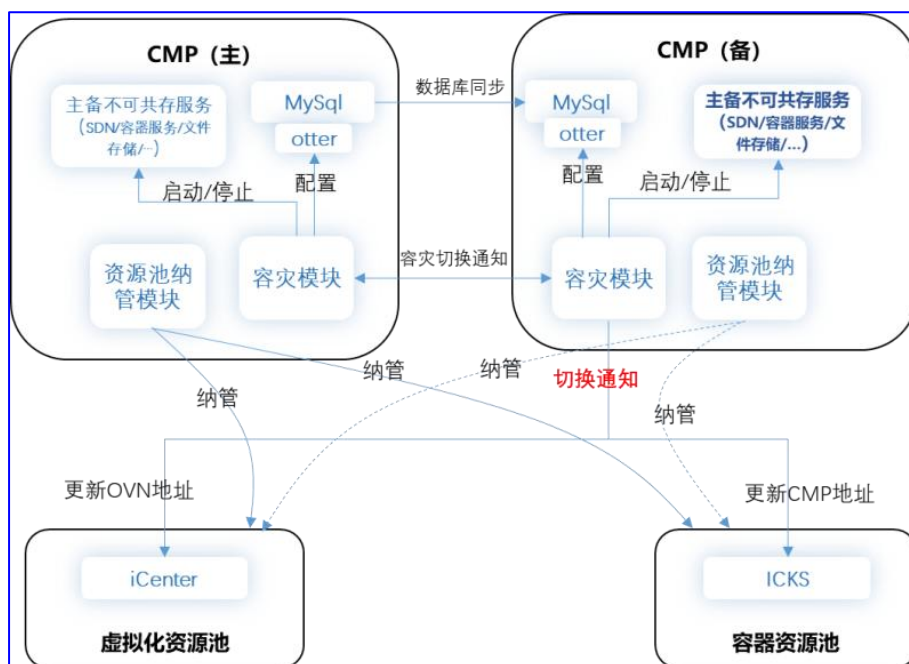 CMP（主）
CMP（备）
主备不可共存服务
（SDN/容器服务/文件
存储/…）
MySql
otter
数据库同步
MySql
otter
主备不可共存服务
（SDN/容器服务/文
件存储/…）
启动/停止
配置
配置
启动/停止
资源池纳
管模块
容灾模块
容灾切换通知
容灾模块
资源池纳
管模块
纳管
纳管
纳管
切换通知
纳管
更新OVN地址
更新CMP地址
iCenter
ICKS
虚拟化资源池
容器资源池